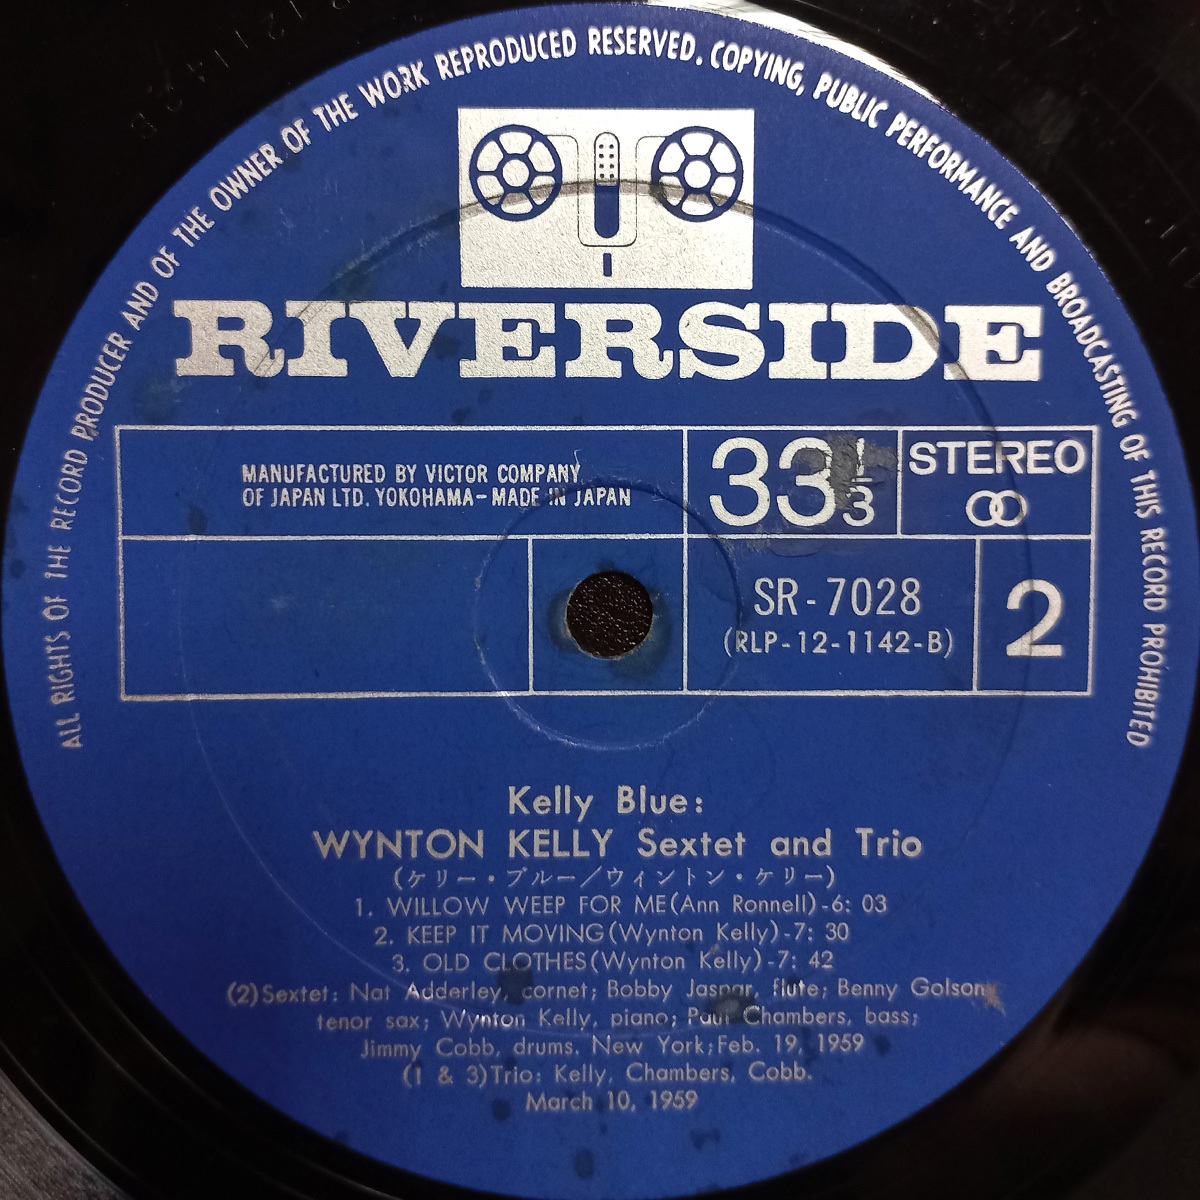 ALL RIGHTS OF THE RECORD PRODUCER AND OF THE OWNER OF THE WORK REPRODUCED RESERVED. COPYING, PUBLIC PERFORMANCE AND BROADCASTING OF THIS RECORD PROHIBITED
RIVERSIDE
MANUFACTURED BY VICTOR COMPANY
OF JAPAN LTD. YOKOHAMA-MADE IN JAPAN
33 1/3
STEREO
SR-7028
(RLP-12-1142-B)
2
Kelly Blue:
WYNTON KELLY Sextet and Trio
(ケリー・ブルー/ウィントン・ケリー)
1. WILLOW WEEP FOR ME(Ann Ronnell)-6: 03
2. KEEP IT MOVING(Wynton Kelly)-7: 30
3. OLD CLOTHES(Wynton Kelly)-7: 42
(2)Sextet: Nat Adderley, cornet; Bobby Jaspar, flute; Benny Golson,
tenor sax; Wynton Kelly, piano; Paul Chambers, bass;
Jimmy Cobb, drums. New York;Feb. 19, 1959
(1 & 3)Trio: Kelly, Chambers, Cobb.
March 10, 1959